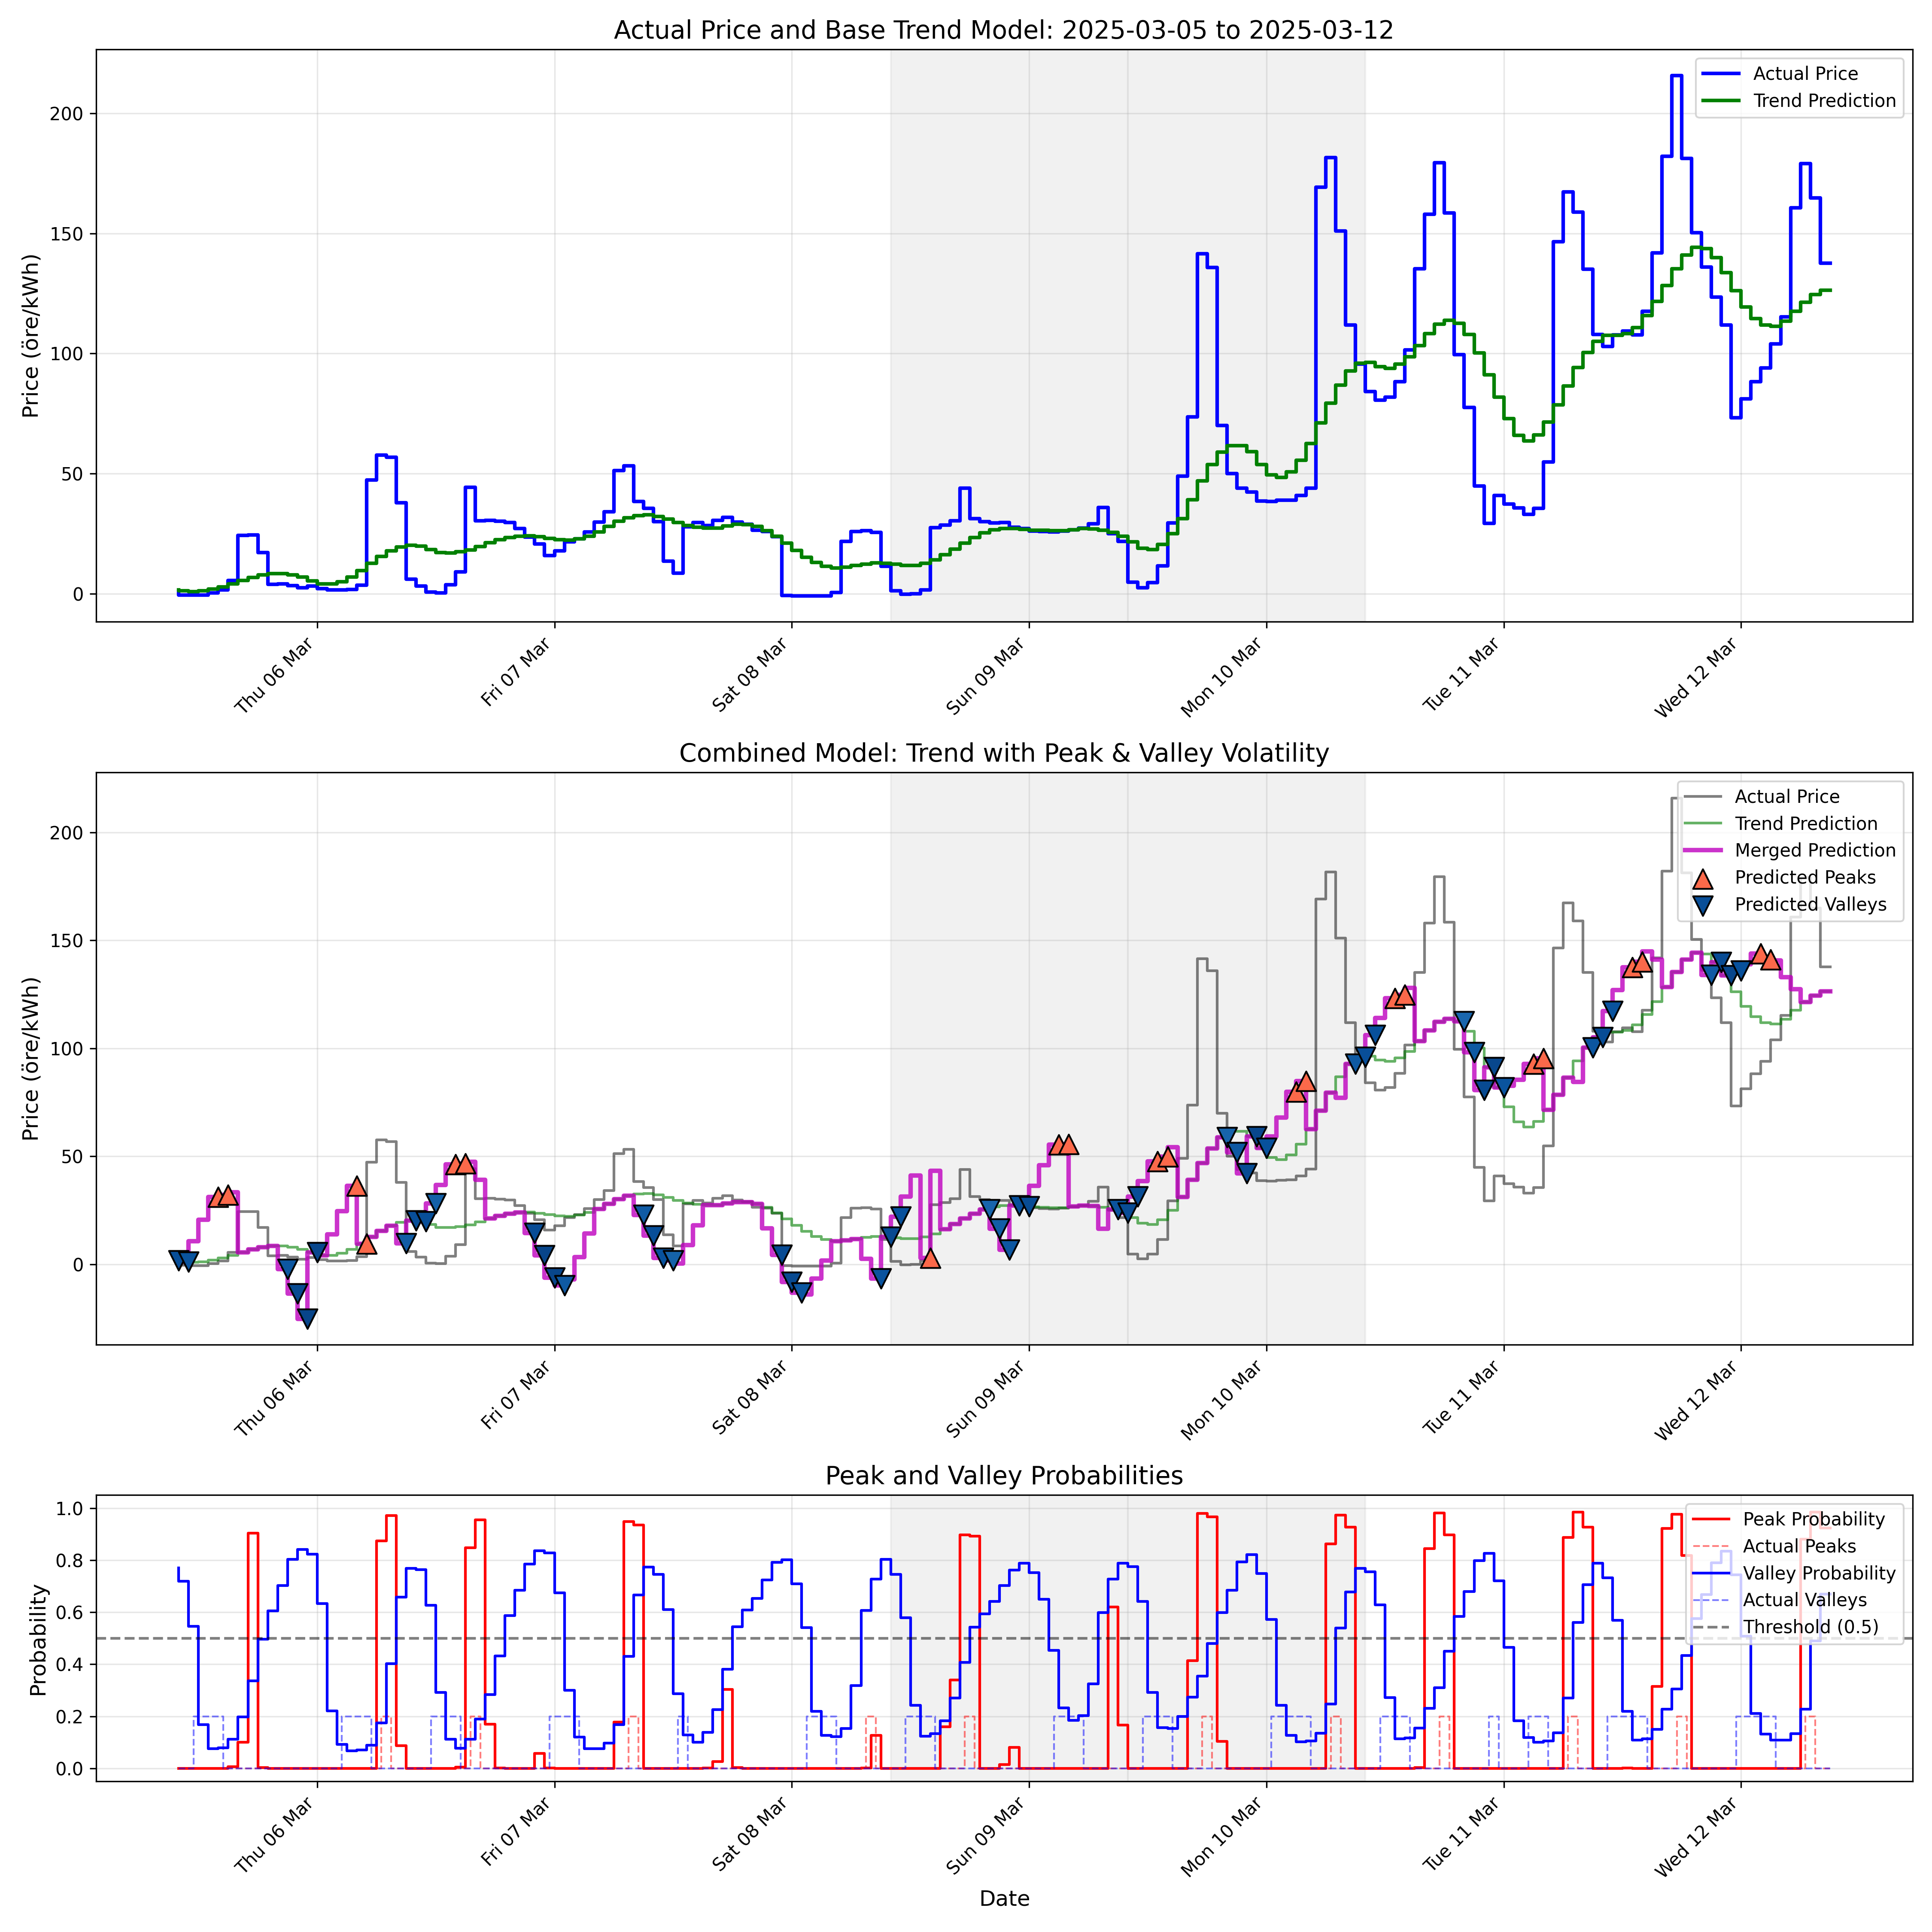 Actual Price and Base Trend Model: 2025-03-05 to 2025-03-12
Price (öre/kWh)
200
150
100
50
0
Actual Price
Trend Prediction
Thu 06 Mar
Fri 07 Mar
Sat 08 Mar
Sun 09 Mar
Mon 10 Mar
Tue 11 Mar
Wed 12 Mar
Combined Model: Trend with Peak & Valley Volatility
Price (öre/kWh)
200
150
100
50
0
Actual Price
Trend Prediction
Merged Prediction
Predicted Peaks
Predicted Valleys
Thu 06 Mar
Fri 07 Mar
Sat 08 Mar
Sun 09 Mar
Mon 10 Mar
Tue 11 Mar
Wed 12 Mar
Peak and Valley Probabilities
Probability
1.0
0.8
0.6
0.4
0.2
0.0
Peak Probability
Actual Peaks
Valley Probability
Actual Valleys
Threshold (0.5)
Thu 06 Mar
Fri 07 Mar
Sat 08 Mar
Sun 09 Mar
Mon 10 Mar
Tue 11 Mar
Wed 12 Mar
Date